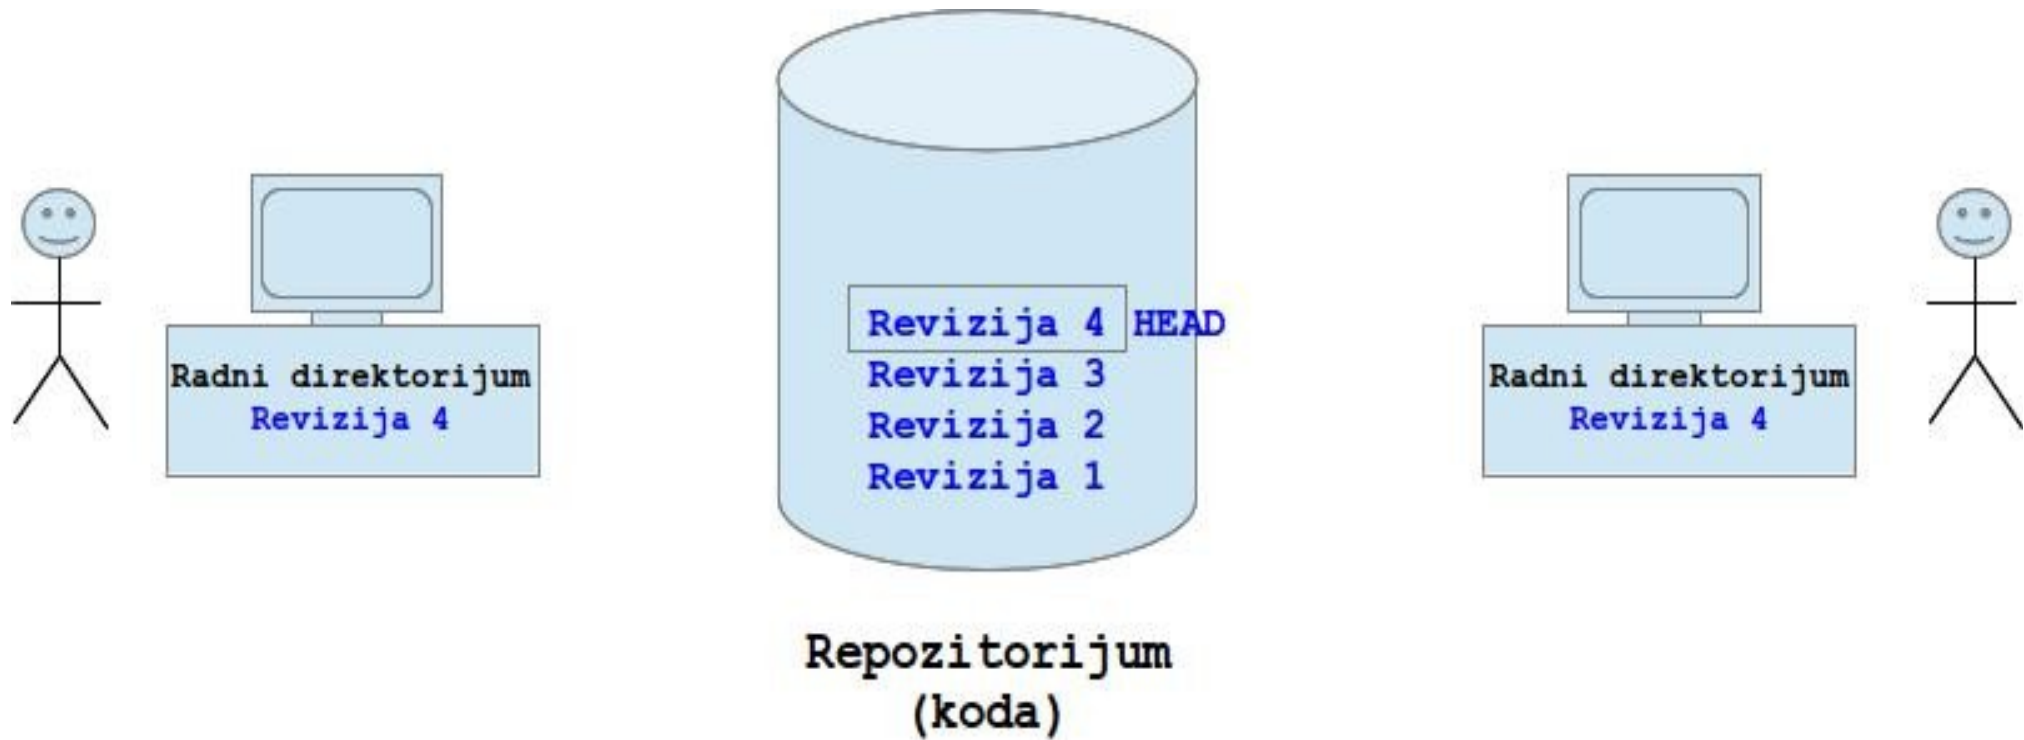 Radni direktorijum
Revizija 4
Revizija 4 HEAD
Revizija 3
Revizija 2
Revizija 1
Repozitorijum
(koda)
Radni direktorijum
Revizija 4